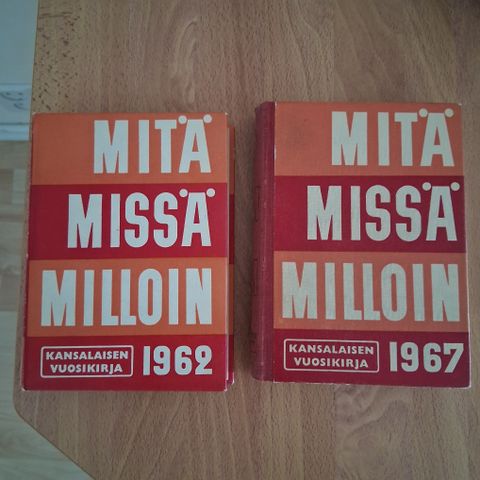 MITÄ
MISSÄ
MILLOIN
KANSALAISEN
VUOSIKIRJA
1962
MITÄ
MISSÄ
MILLOIN
KANSALAISEN
VUOSIKIRJA
1967